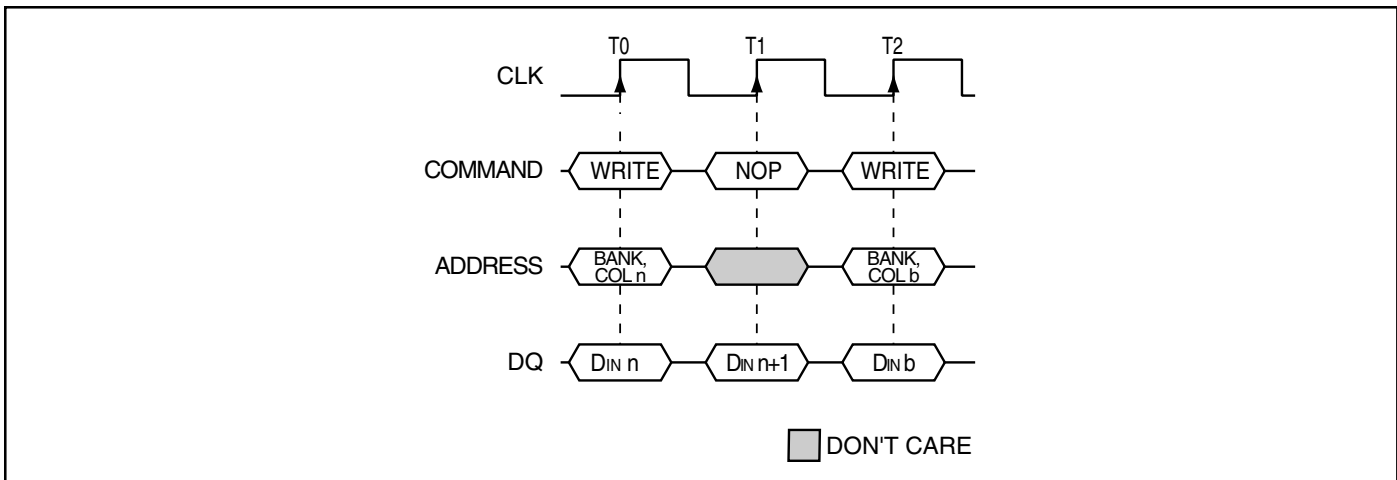 T0 T1 T2
CLK
COMMAND WRITE NOP WRITE
ADDRESS BANK, COL n BANK, COL b
DQ DIN n DIN n+1 DIN b
DON'T CARE